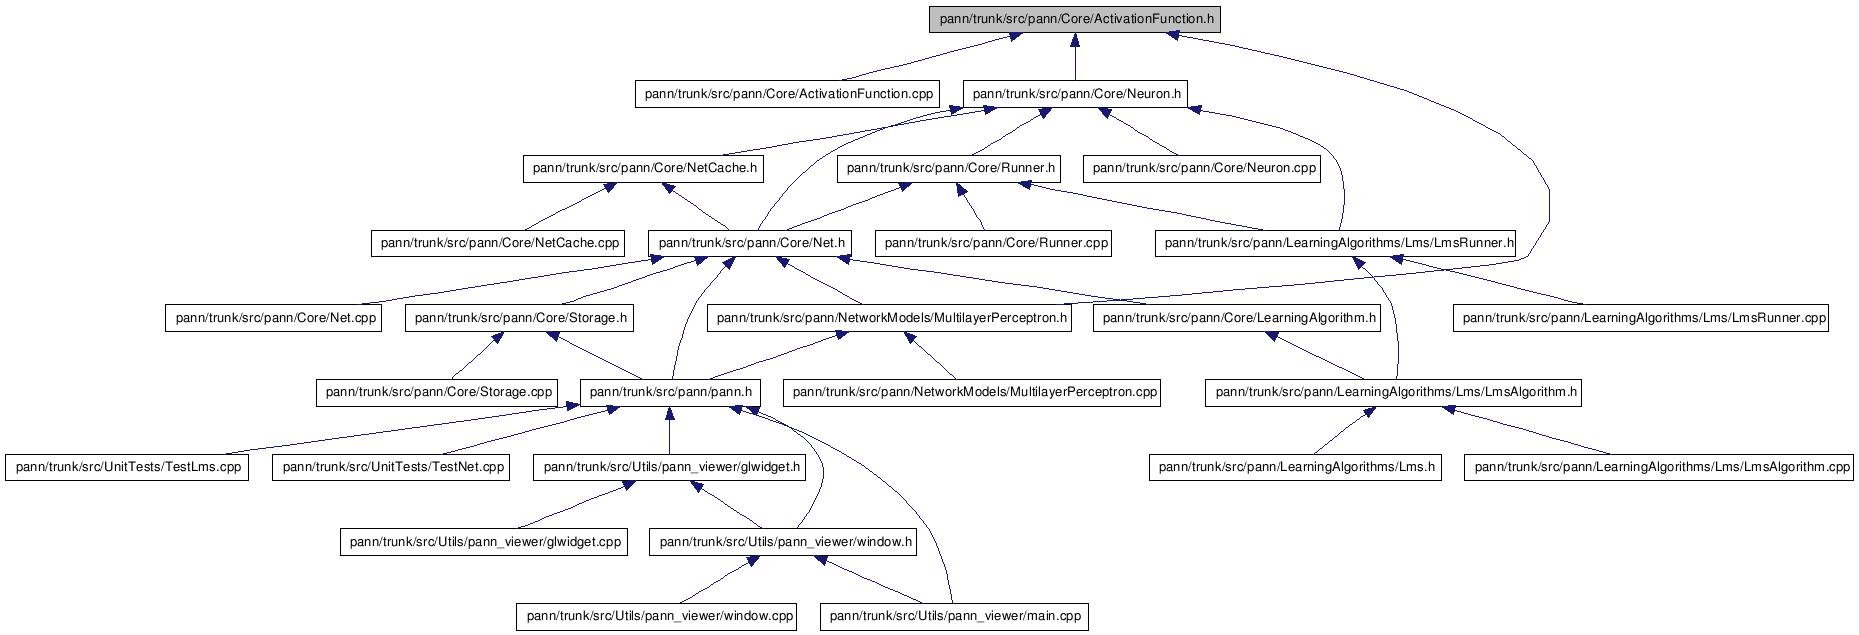 pann/trunk/src/pann/Core/ActivationFunction.h
pann/trunk/src/pann/Core/ActivationFunction.cpp
pann/trunk/src/pann/Core/Neuron.h
pann/trunk/src/pann/Core/NetCache.h
pann/trunk/src/pann/Core/Runner.h
pann/trunk/src/pann/Core/Neuron.cpp
pann/trunk/src/pann/Core/NetCache.cpp
pann/trunk/src/pann/Core/Net.h
pann/trunk/src/pann/Core/Runner.cpp
pann/trunk/src/pann/LearningAlgorithms/Lms/LmsRunner.h
pann/trunk/src/pann/Core/Net.cpp
pann/trunk/src/pann/Core/Storage.h
pann/trunk/src/pann/NetworkModels/MultilayerPerceptron.h
pann/trunk/src/pann/Core/LearningAlgorithm.h
pann/trunk/src/pann/LearningAlgorithms/Lms/LmsRunner.cpp
pann/trunk/src/pann/Core/Storage.cpp
pann/trunk/src/pann/pann.h
pann/trunk/src/pann/NetworkModels/MultilayerPerceptron.cpp
pann/trunk/src/pann/LearningAlgorithms/Lms/LmsAlgorithm.h
pann/trunk/src/UnitTests/TestLms.cpp
pann/trunk/src/UnitTests/TestNet.cpp
pann/trunk/src/Utils/pann_viewer/glwidget.h
pann/trunk/src/pann/LearningAlgorithms/Lms.h
pann/trunk/src/pann/LearningAlgorithms/Lms/LmsAlgorithm.cpp
pann/trunk/src/Utils/pann_viewer/glwidget.cpp
pann/trunk/src/Utils/pann_viewer/window.h
pann/trunk/src/Utils/pann_viewer/window.cpp
pann/trunk/src/Utils/pann_viewer/main.cpp